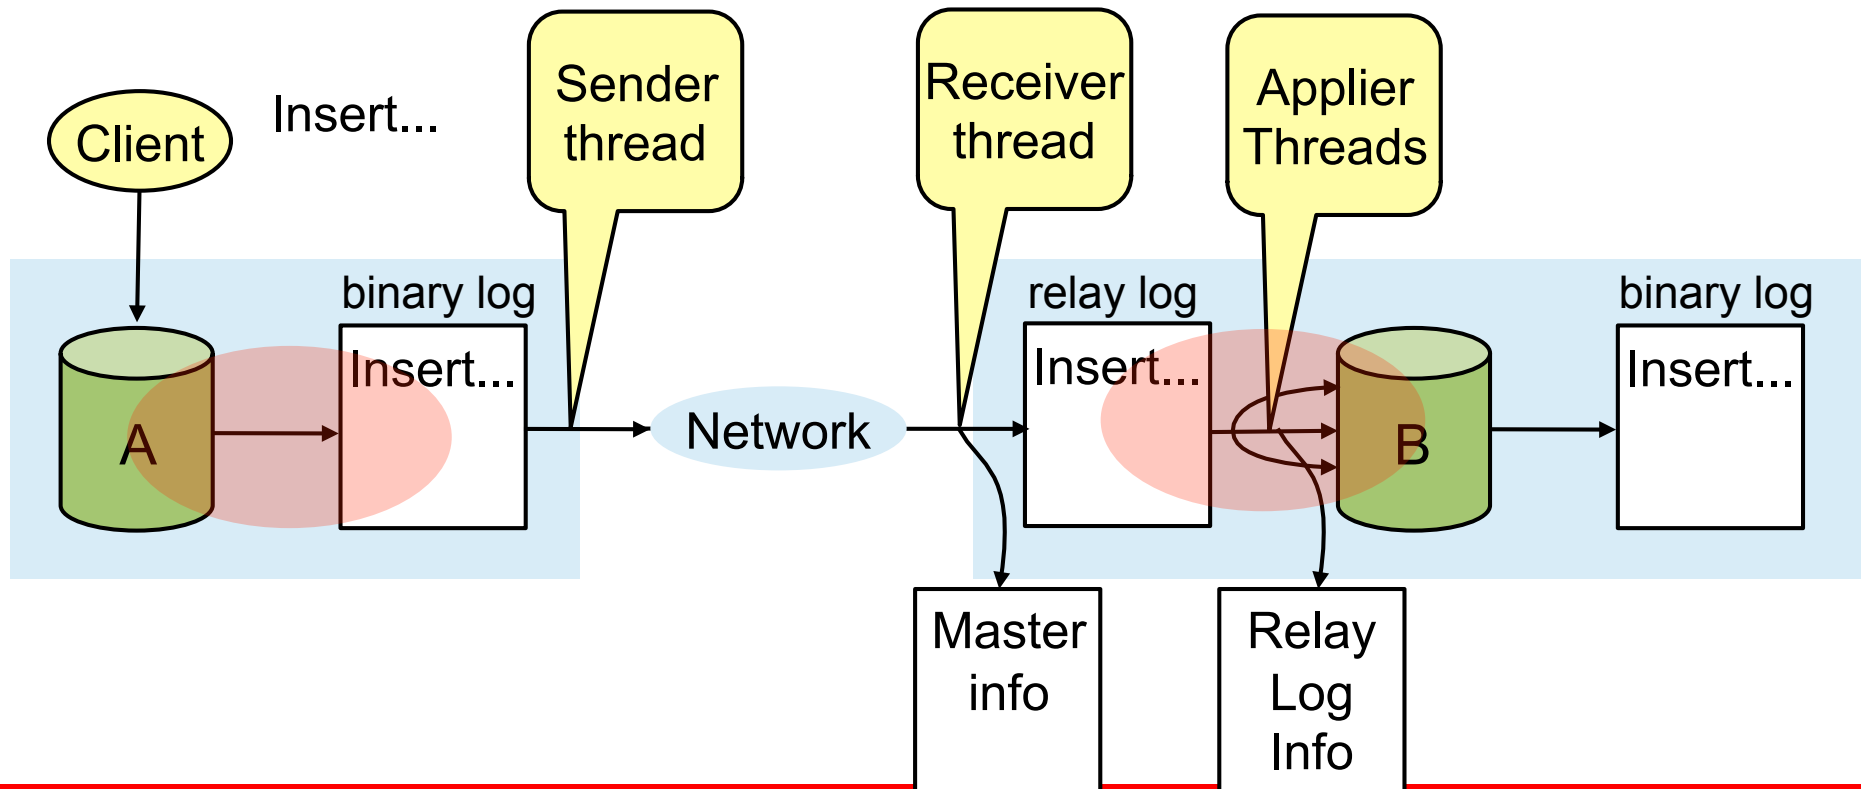 Client
Insert...
Sender
thread
Receiver
thread
Applier
Threads
binary log
Insert...
A
Network
relay log
Insert...
B
binary log
Insert...
Master
info
Relay
Log
Info